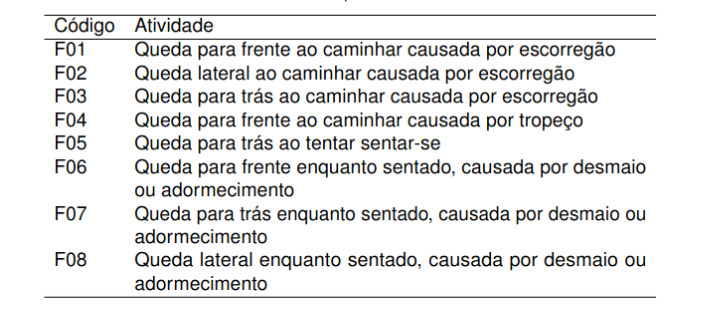 Código Atividade
F01 Queda para frente ao caminhar causada por escorregão
F02 Queda lateral ao caminhar causada por escorregão
F03 Queda para trás ao caminhar causada por escorregão
F04 Queda para frente ao caminhar causada por tropeço
F05 Queda para trás ao tentar sentar-se
F06 Queda para frente enquanto sentado, causada por desmaio
ou adormecimento
F07 Queda para trás enquanto sentado, causada por desmaio ou
adormecimento
F08 Queda lateral enquanto sentado, causada por desmaio ou
adormecimento